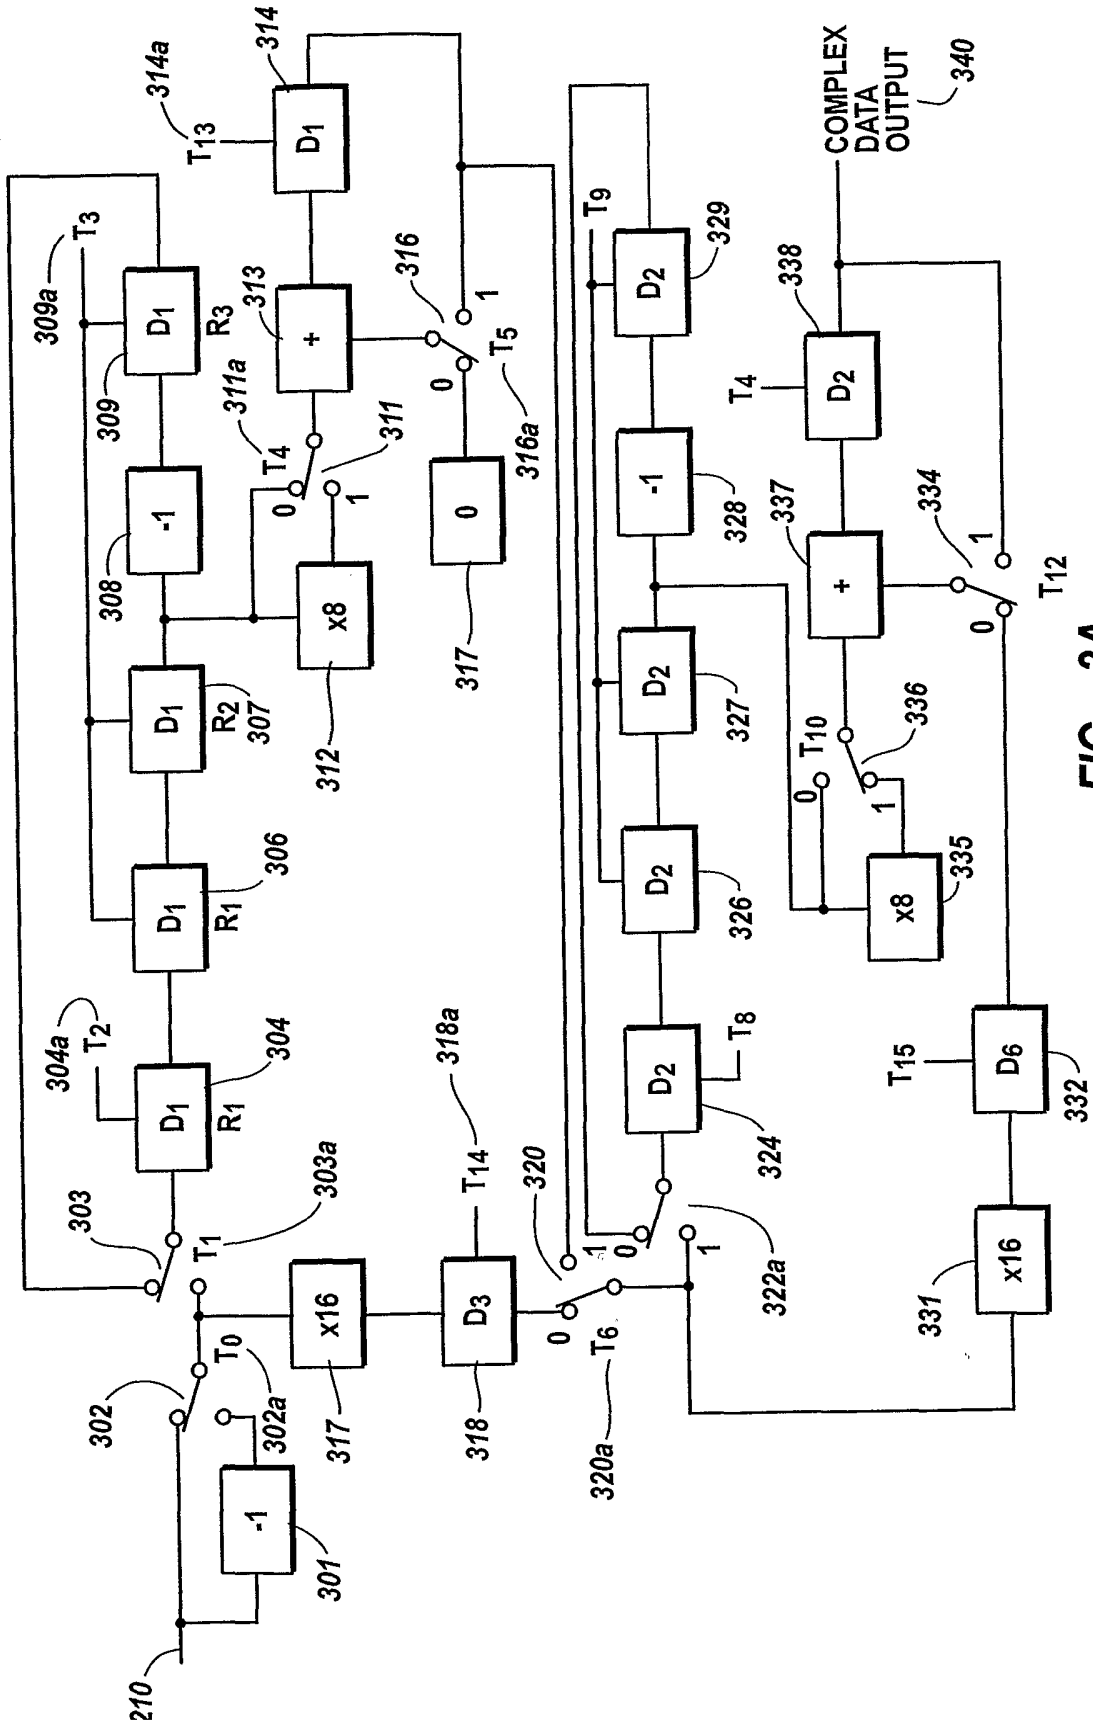 210
301
-1
302
T0
302a
303
T1
303a
304a
T2
D1
304
R1
D1
306
R1
D1
R2
307
308
-1
309
D1
R3
309a
T3
x8
312
0
1
T4
311a
311
+
313
314a
T13
D1
314
0
317
0
1
316
T5
316a
x16
317
D3
318
T14
318a
0
1
320
T6
320a
0
1
322a
D2
324
T8
D2
326
D2
327
-1
328
D2
329
T9
x16
331
D6
332
T15
x8
335
0
1
T10
336
+
337
0
1
334
T12
T4
D2
338
COMPLEX
DATA
OUTPUT
340
FIG. 3A